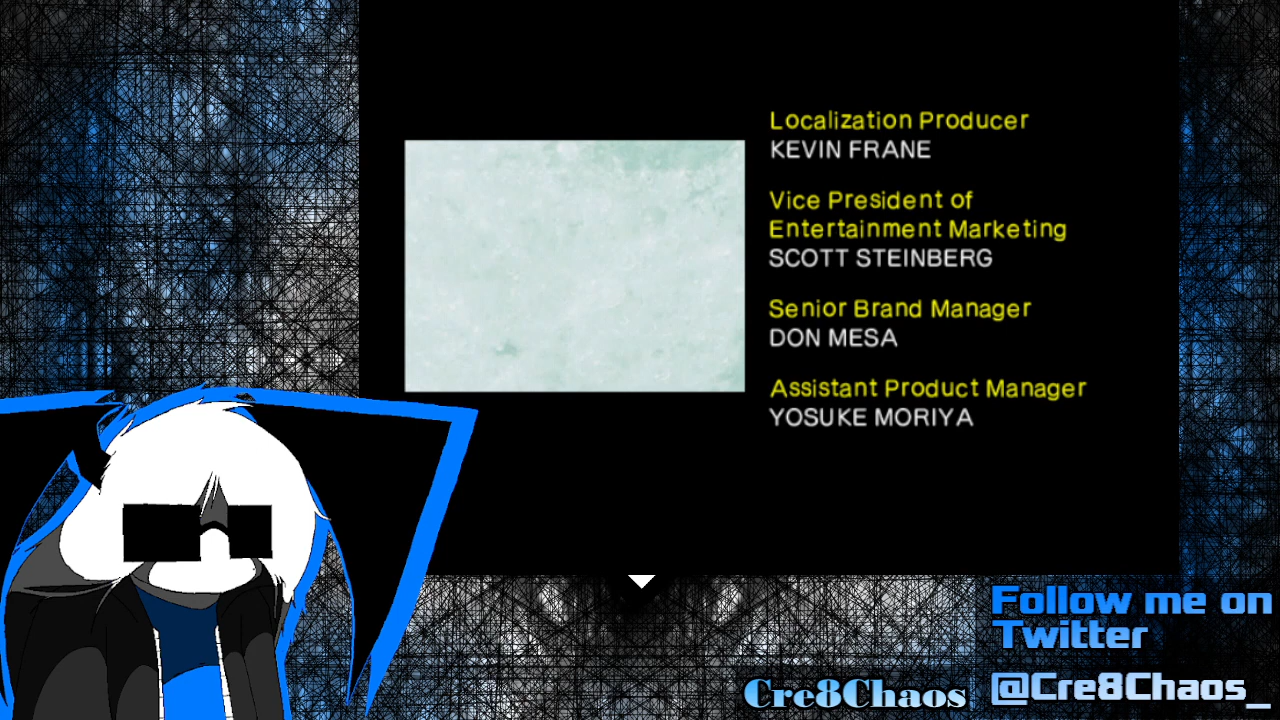 Localization Producer
KEVIN FRANE
Vice President of
Entertainment Marketing
SCOTT STEINBERG
Senior Brand Manager
DON MESA
Assistant Product Manager
YOSUKE MORIYA
Follow me on
Twitter
@Cre8Chaos_
Cre8Chaos